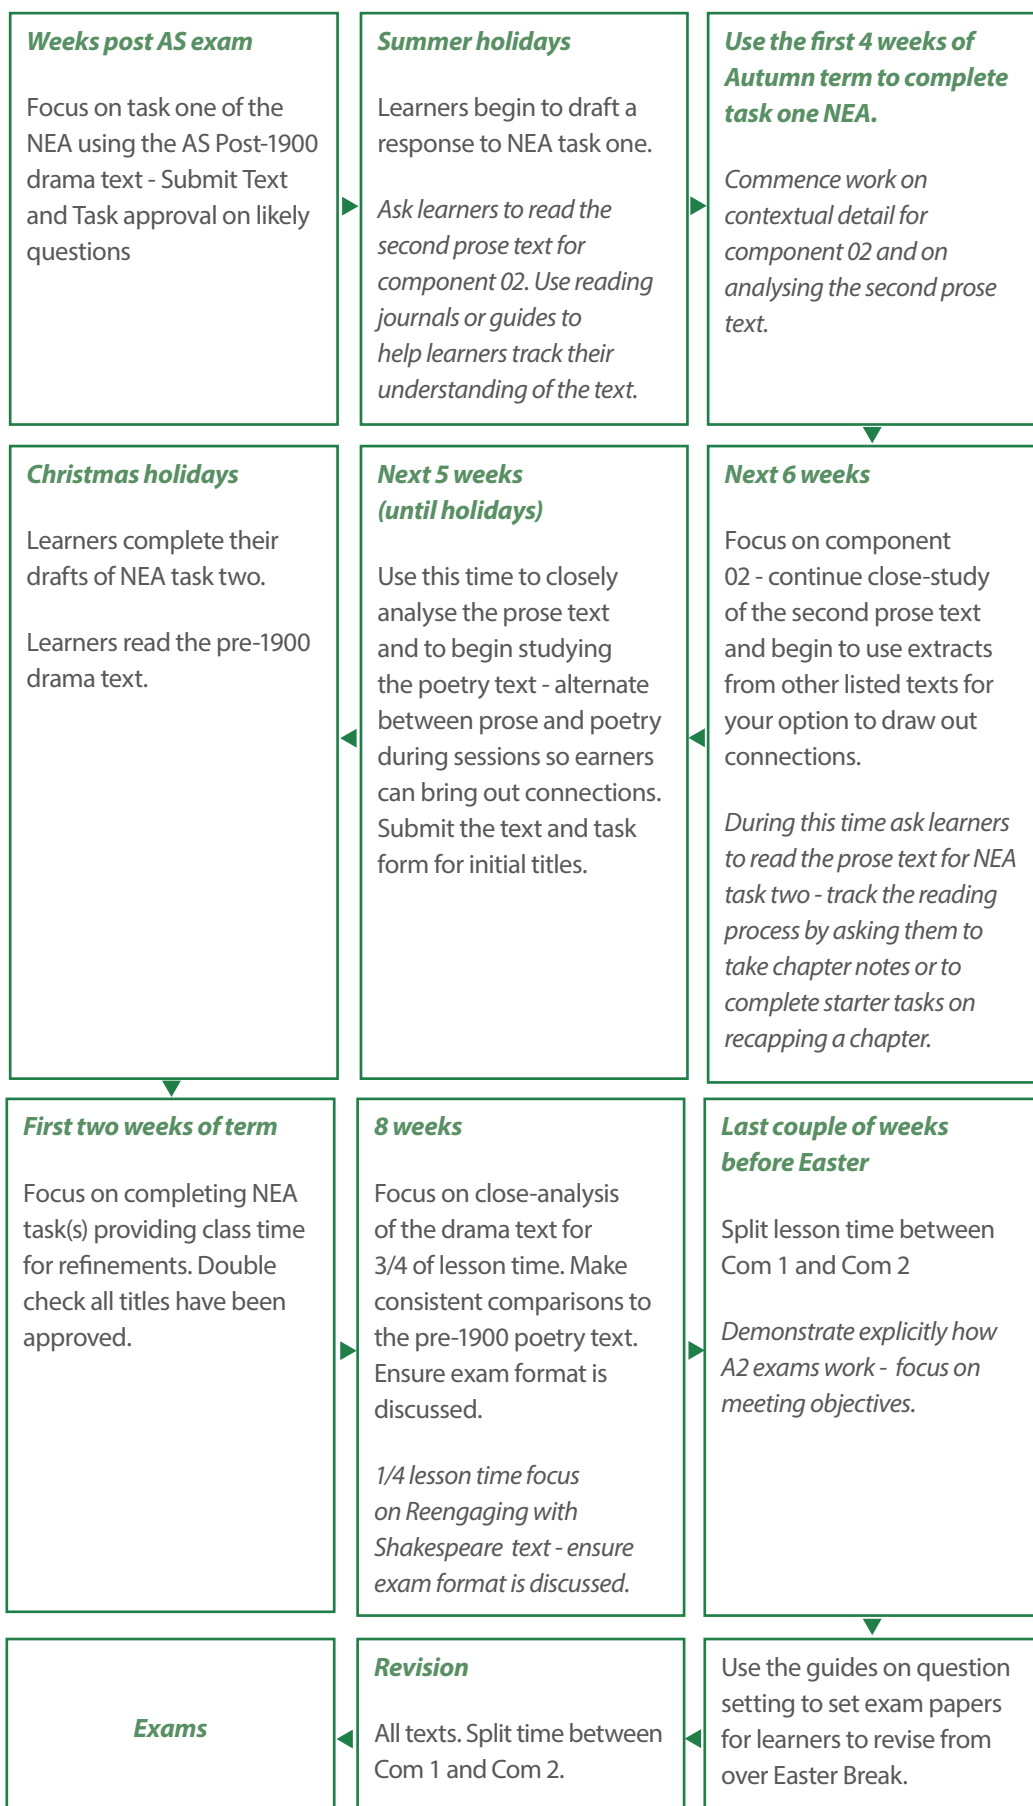 Weeks post AS exam
Focus on task one of the
NEA using the AS Post-1900
drama text - Submit Text
and Task approval on likely
questions
Summer holidays
Learners begin to draft a
response to NEA task one.
Ask learners to read the
second prose text for
component 02. Use reading
journals or guides to
help learners track their
understanding of the text.
Use the first 4 weeks of
Autumn term to complete
task one NEA.
Commence work on
contextual detail for
component 02 and on
analysing the second prose
text.
Next 6 weeks
Focus on component
02 - continue close-study
of the second prose text
and begin to use extracts
from other listed texts for
your option to draw out
connections.
During this time ask learners
to read the prose text for NEA
task two - track the reading
process by asking them to
take chapter notes or to
complete starter tasks on
recapping a chapter.
Next 5 weeks
(until holidays)
Use this time to closely
analyse the prose text
and to begin studying
the poetry text - alternate
between prose and poetry
during sessions so earners
can bring out connections.
Submit the text and task
form for initial titles.
Christmas holidays
Learners complete their
drafts of NEA task two.
Learners read the pre-1900
drama text.
First two weeks of term
Focus on completing NEA
task(s) providing class time
for refinements. Double
check all titles have been
approved.
8 weeks
Focus on close-analysis
of the drama text for
3/4 of lesson time. Make
consistent comparisons to
the pre-1900 poetry text.
Ensure exam format is
discussed.
1/4 lesson time focus
on Reengaging with
Shakespeare text - ensure
exam format is discussed.
Last couple of weeks
before Easter
Split lesson time between
Com 1 and Com 2
Demonstrate explicitly how
A2 exams work - focus on
meeting objectives.
Use the guides on question
setting to set exam papers
for learners to revise from
over Easter Break.
Revision
All texts. Split time between
Com 1 and Com 2.
Exams